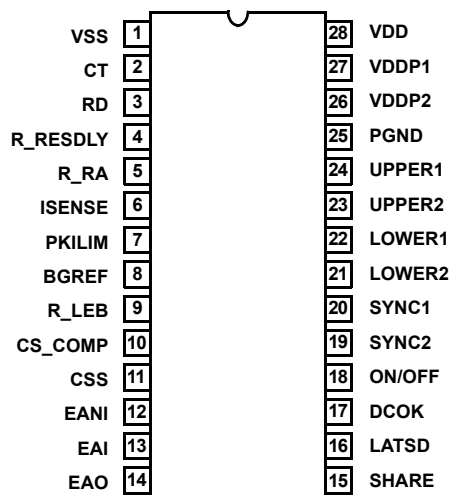 VSS 1 28 VDD
CT 2 27 VDDP1
RD 3 26 VDDP2
R_RESDLY 4 25 PGND
R_RA 5 24 UPPER1
ISENSE 6 23 UPPER2
PKILIM 7 22 LOWER1
BGREF 8 21 LOWER2
R_LEB 9 20 SYNC1
CS_COMP 10 19 SYNC2
CSS 11 18 ON/OFF
EANI 12 17 DCOK
EAI 13 16 LATSD
EAO 14 15 SHARE